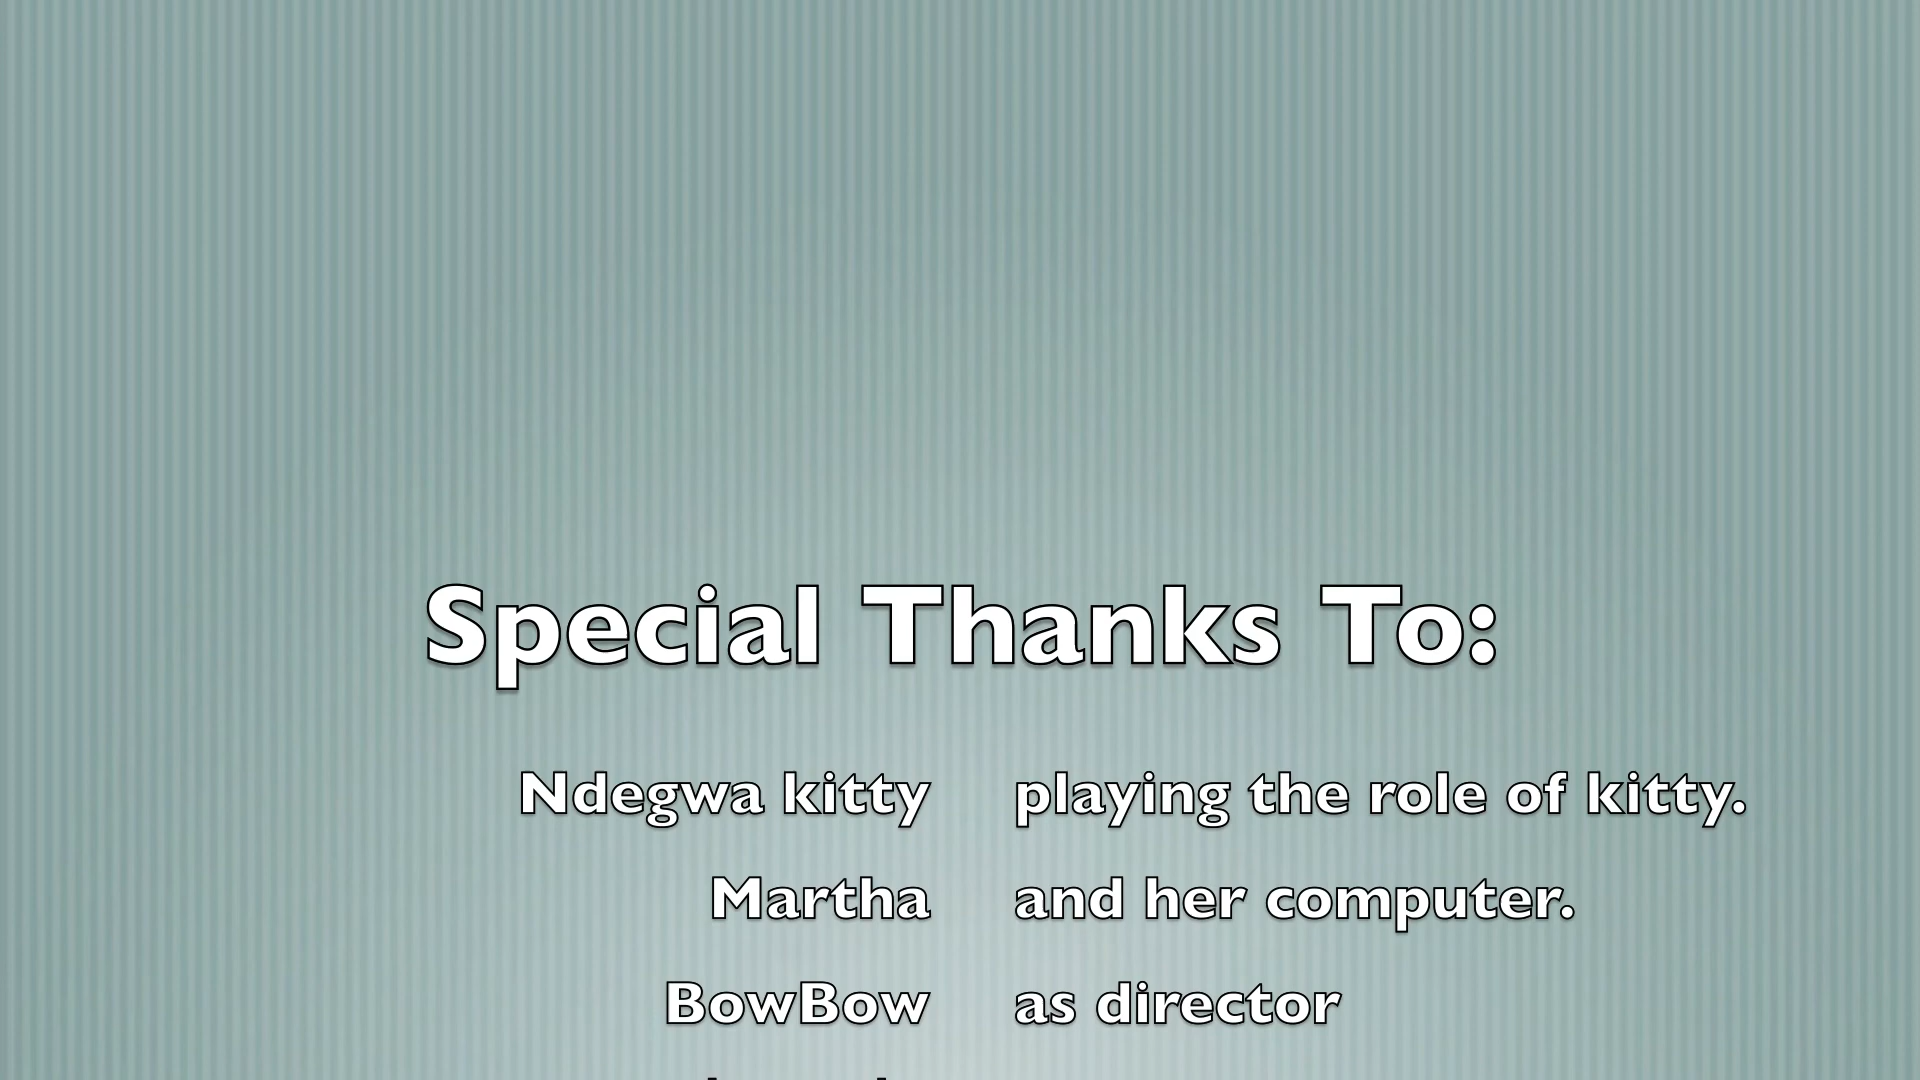 Special Thanks To:
Ndegwa kitty playing the role of kitty.
Martha and her computer.
BowBow as director